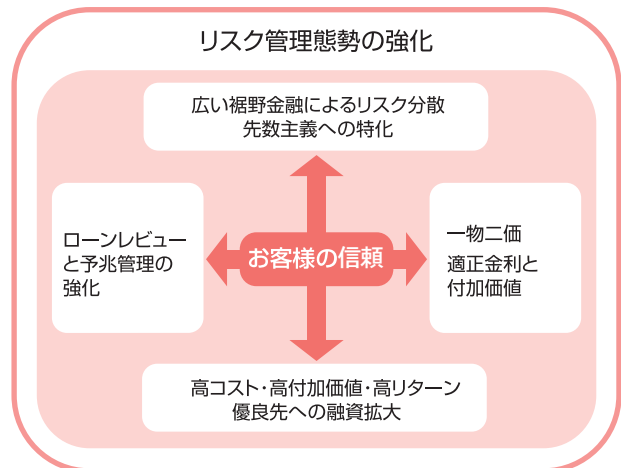 リスク管理態勢の強化
広い裾野金融によるリスク分散
先数主義への特化
ローンレビュー
と予兆管理の
強化
お客様の信頼
一物二価
適正金利と
付加価値
高コスト・高付加価値・高リターン
優良先への融資拡大